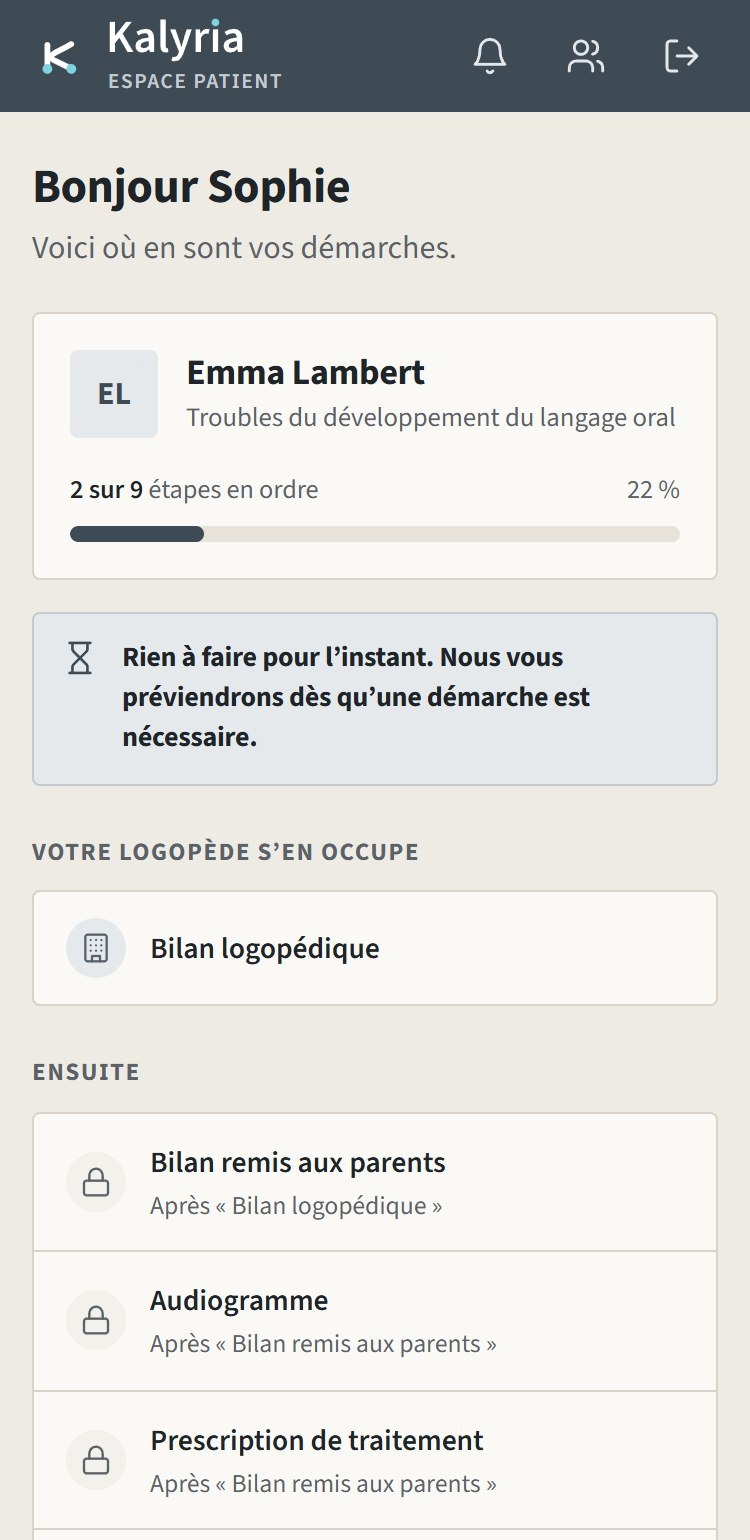 Kalyria
ESPACE PATIENT
Bonjour Sophie
Voici où en sont vos démarches.
EL
Emma Lambert
Troubles du développement du langage oral
2 sur 9 étapes en ordre
22 %
Rien à faire pour l’instant. Nous vous
préviendrons dès qu’une démarche est
nécessaire.
VOTRE LOGOPÈDE S’EN OCCUPE
Bilan logopédique
ENSUITE
Bilan remis aux parents
Après « Bilan logopédique »
Audiogramme
Après « Bilan remis aux parents »
Prescription de traitement
Après « Bilan remis aux parents »